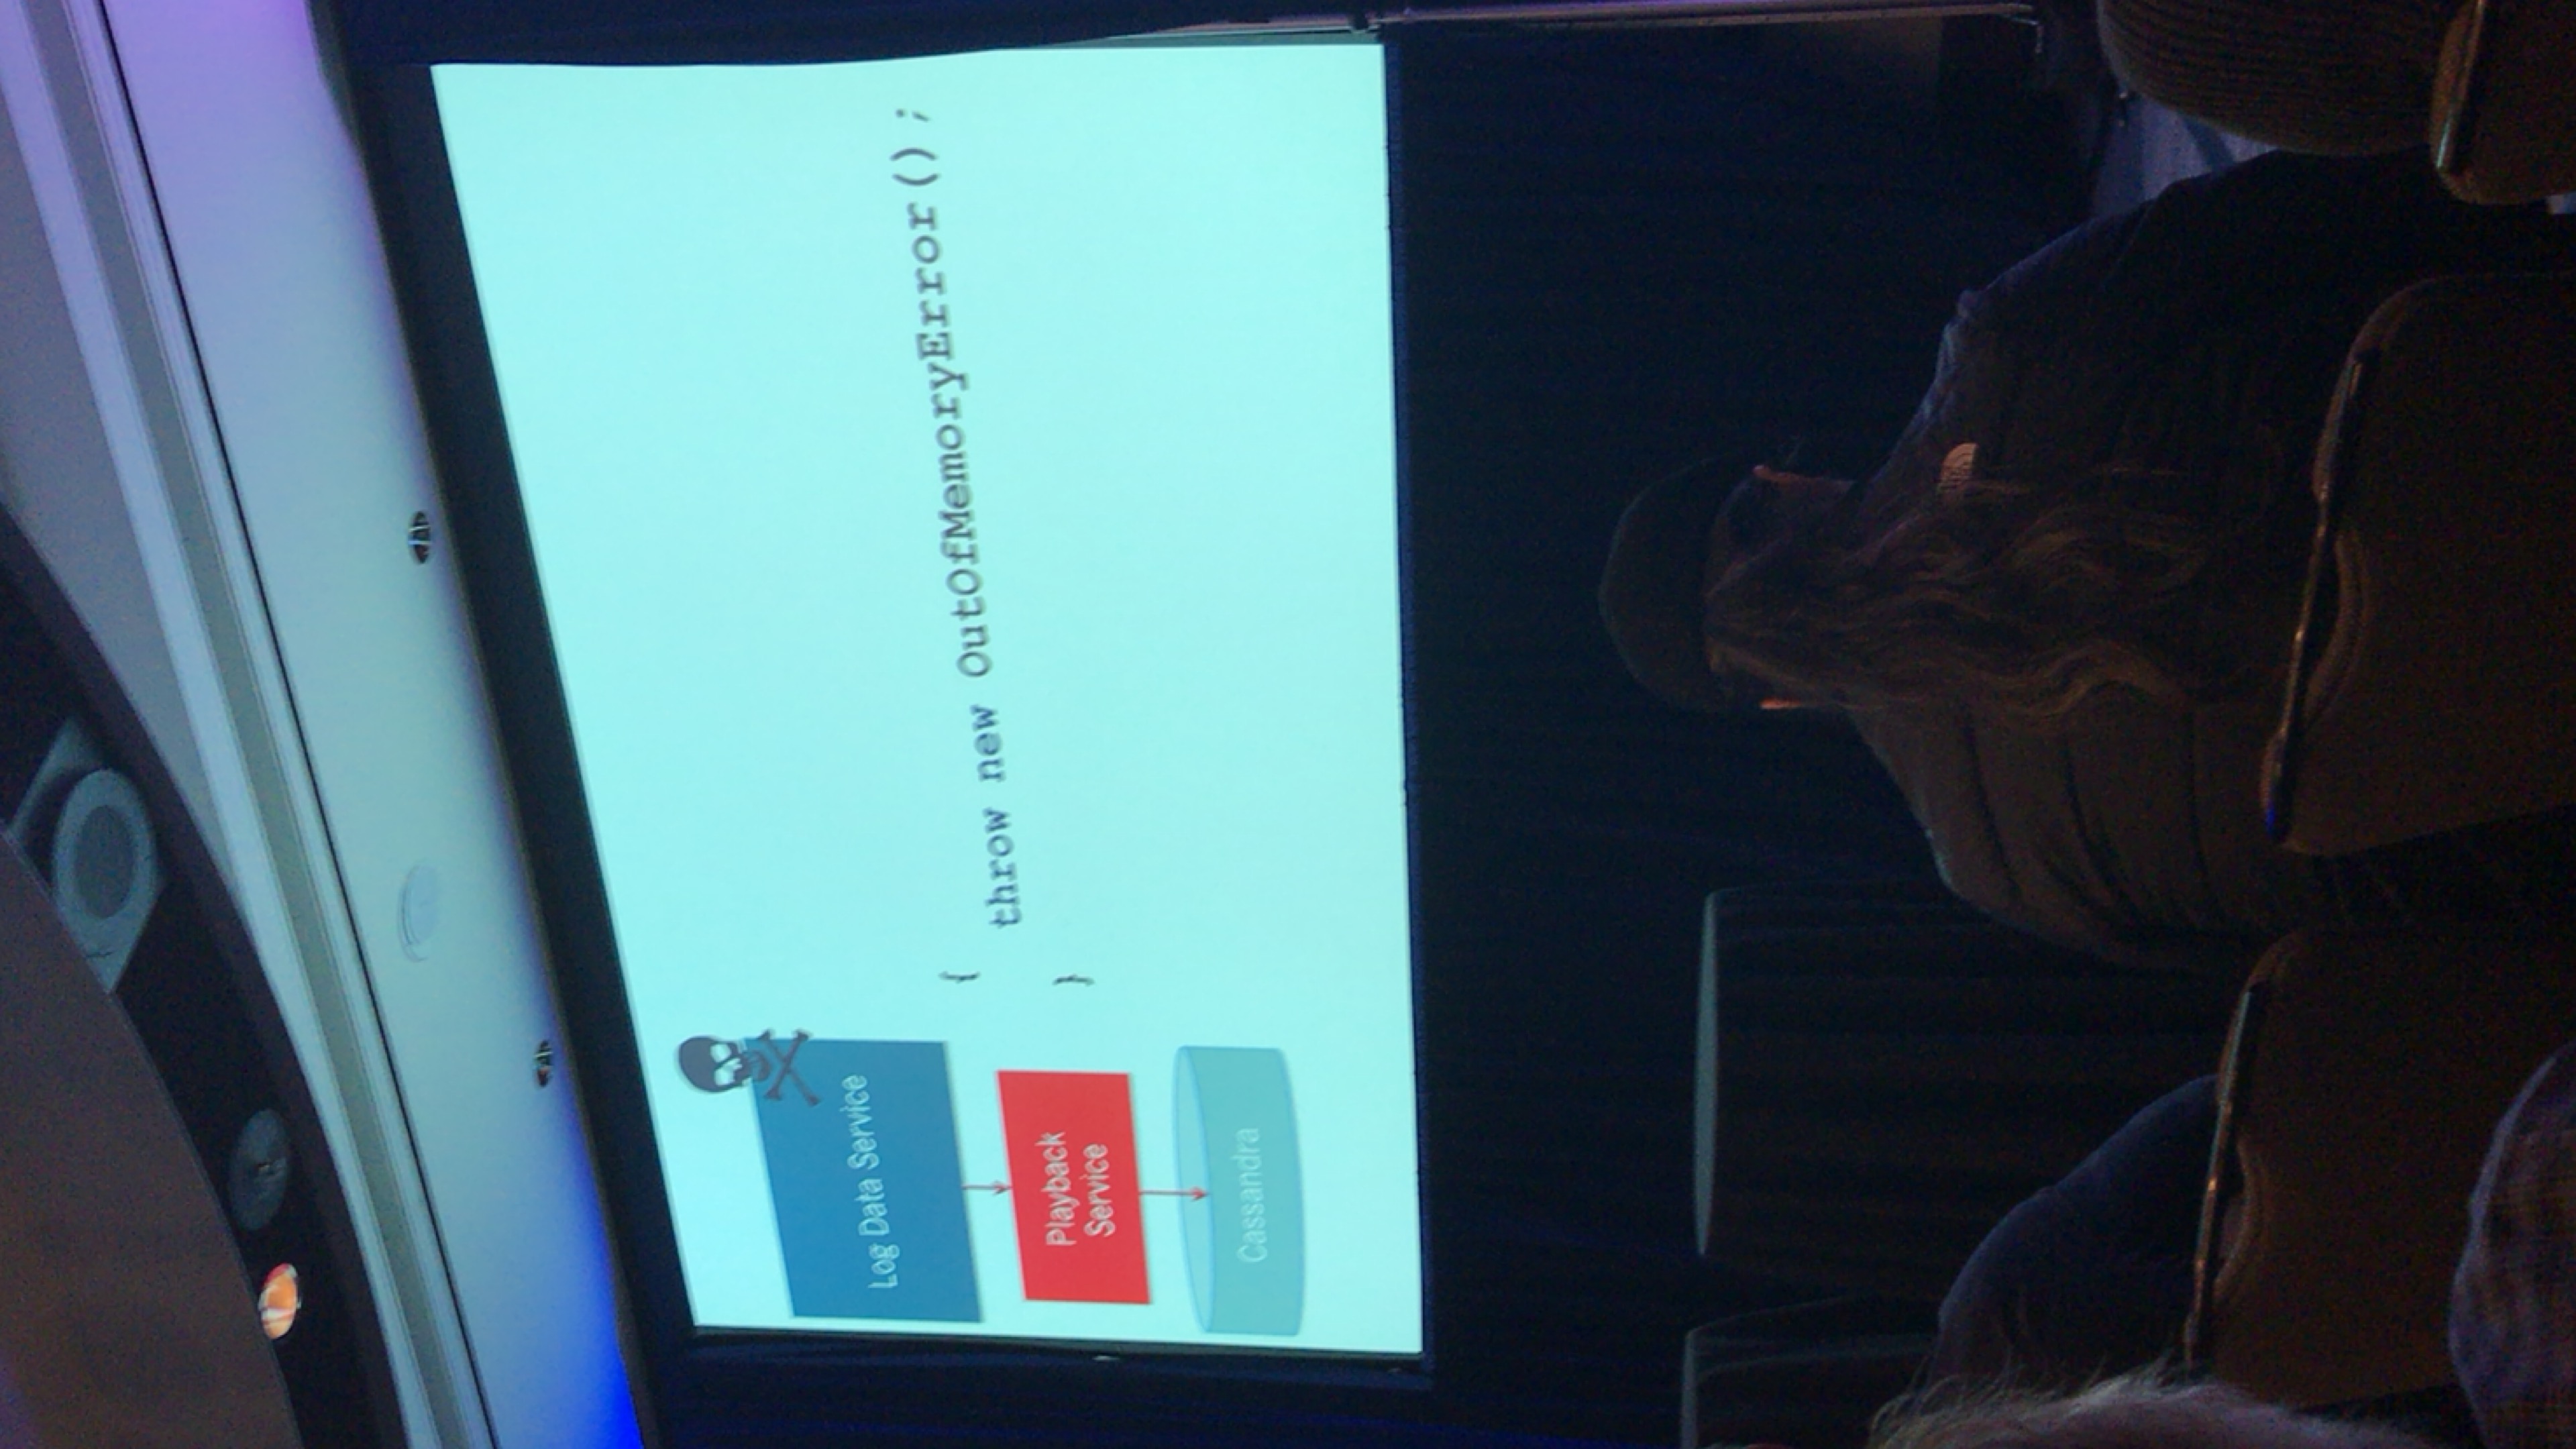 Log Data Service
Playback
Service
Cassandra
{
throw new OutOfMemoryError();
}